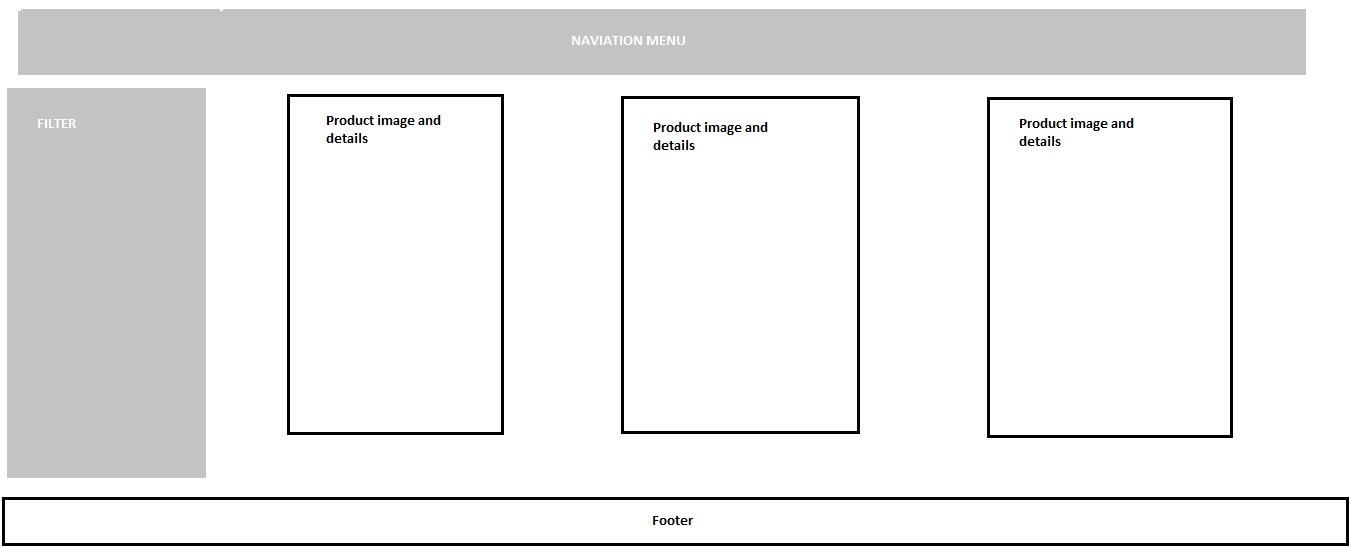 NAVIATION MENU
FILTER
Product image and
details
Product image and
details
Product image and
details
Footer